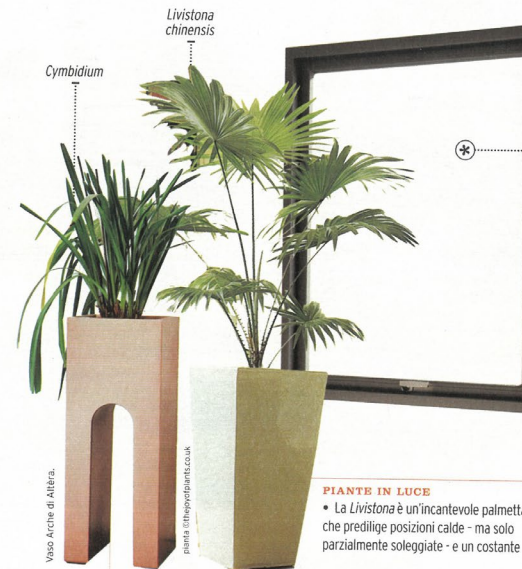 Livistona
chinensis
Cymbidium
*
Vaso Arche di Altèra.
pianta ©thejoyofplants.co.uk
PIANTE IN LUCE
• La Livistona è un'incantevole palmetta
che predilige posizioni calde - ma solo
parzialmente soleggiate - e un costante